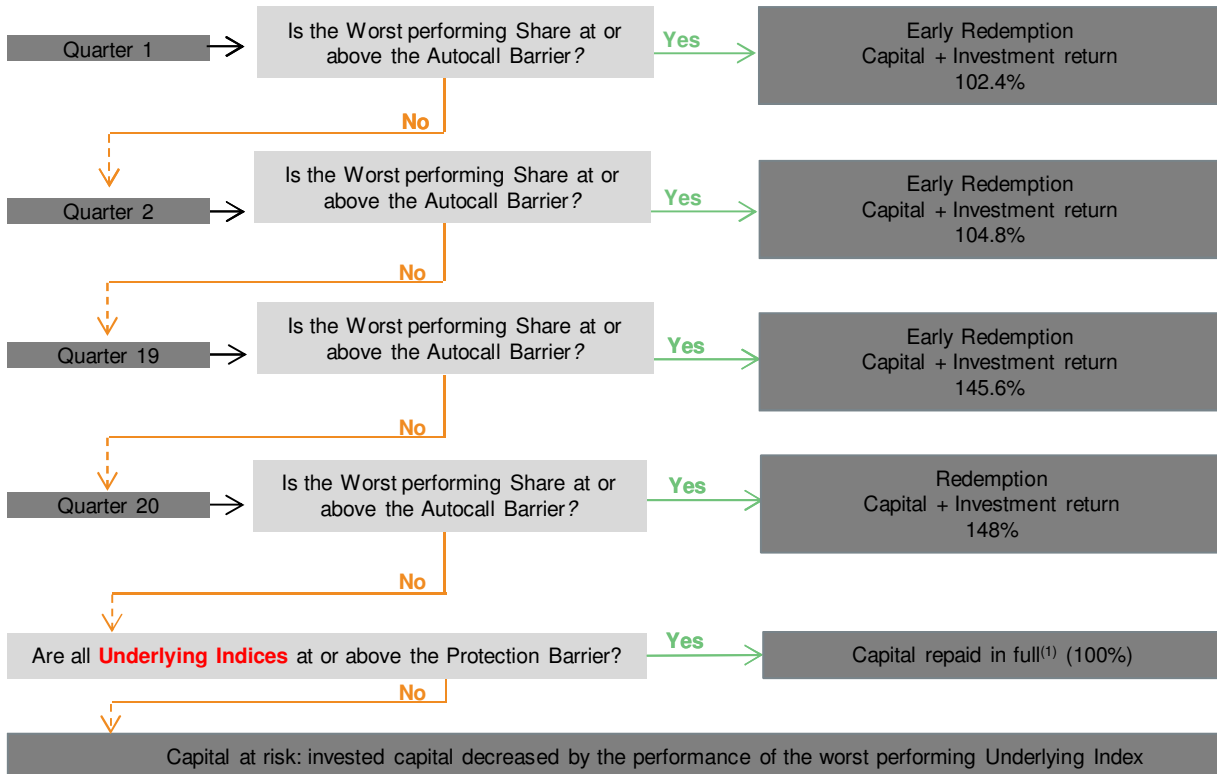 Quarter 1
Is the Worst performing Share at or
above the Autocall Barrier?
Yes
Early Redemption
Capital + Investment return
102.4%
No
Quarter 2
Is the Worst performing Share at or
above the Autocall Barrier?
Yes
Early Redemption
Capital + Investment return
104.8%
No
Quarter 19
Is the Worst performing Share at or
above the Autocall Barrier?
Yes
Early Redemption
Capital + Investment return
145.6%
No
Quarter 20
Is the Worst performing Share at or
above the Autocall Barrier?
Yes
Redemption
Capital + Investment return
148%
No
Are all Underlying Indices at or above the Protection Barrier?
Yes
Capital repaid in full(1) (100%)
No
Capital at risk: invested capital decreased by the performance of the worst performing Underlying Index